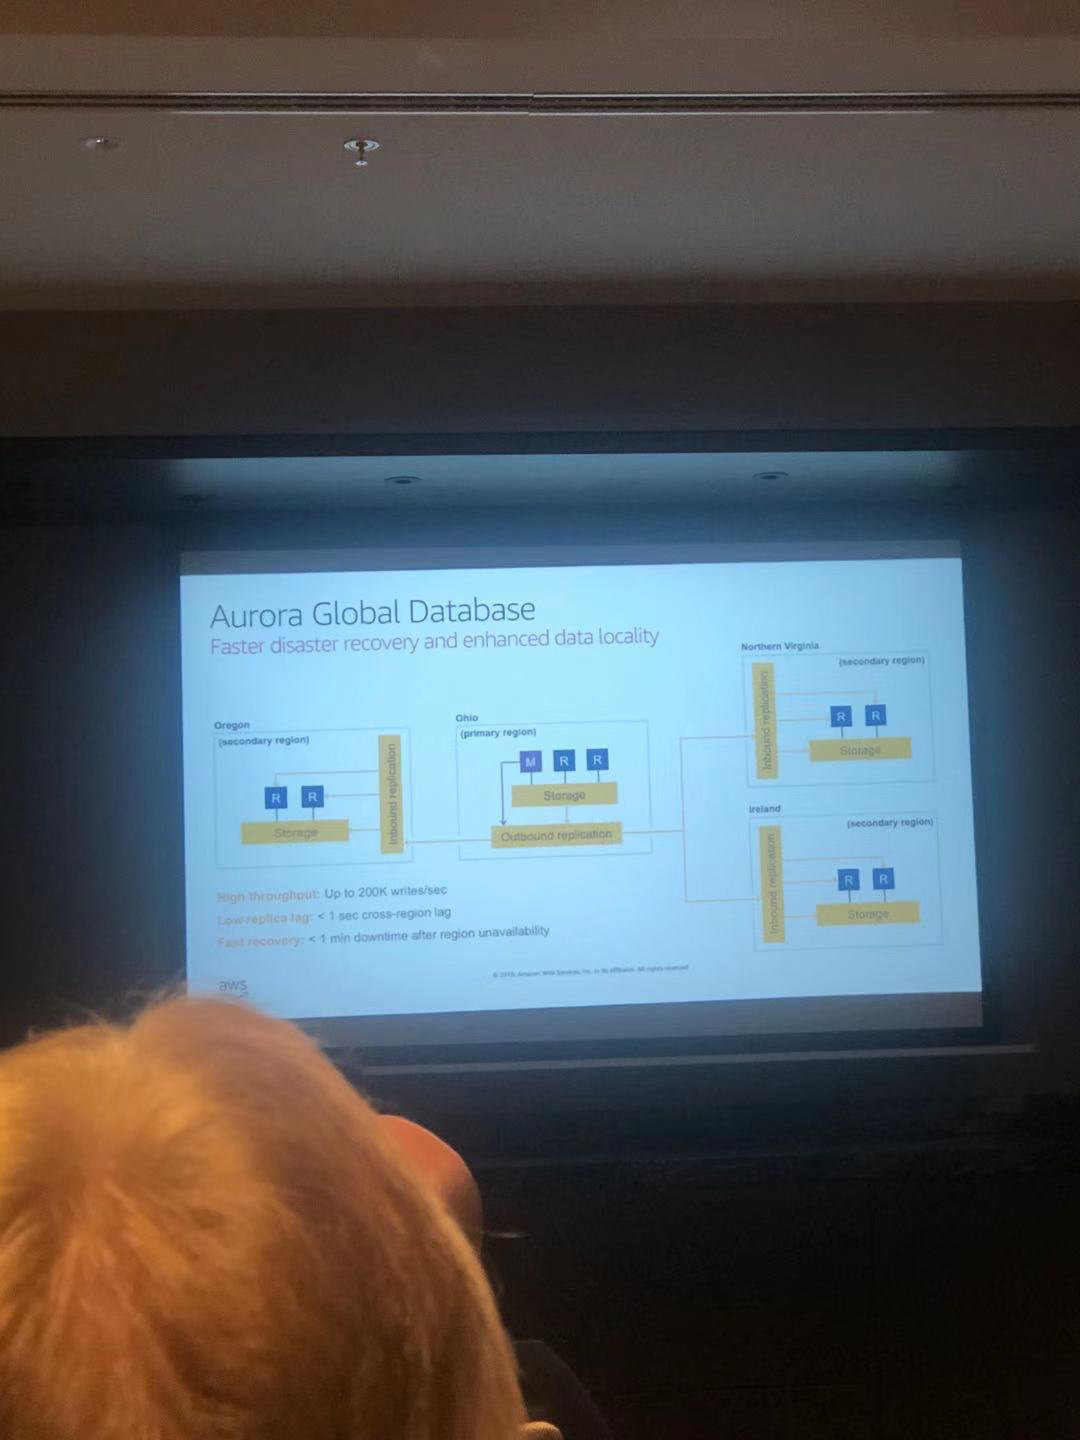 Aurora Global Database
Faster disaster recovery and enhanced data locality
Oregon
(secondary region)
R R
Storage
Inbound replication
Ohio
(primary region)
M R R
Storage
Outbound replication
Northern Virginia
(secondary region)
Inbound replication
R R
Storage
Ireland
(secondary region)
Inbound replication
R R
Storage
High throughput: Up to 200K writes/sec
Low replica lag: < 1 sec cross-region lag
Fast recovery: < 1 min downtime after region unavailability
© 2019, Amazon Web Services, Inc. or its affiliates. All rights reserved.
aws